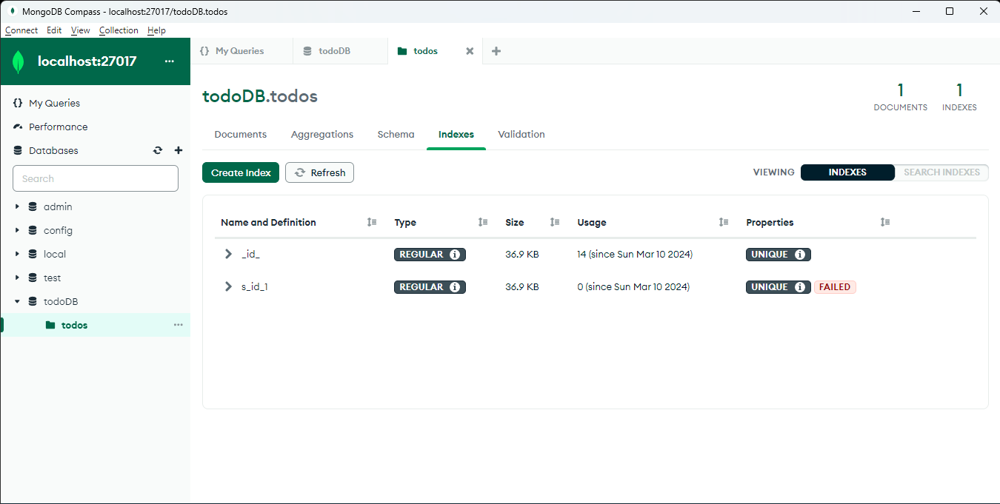 MongoDB Compass - localhost:27017/todoDB.todos
Connect Edit View Collection Help
localhost:27017 ...
{} My Queries
todoDB
todos
My Queries
Performance
Databases
Search
admin
config
local
test
todoDB
todos ...
todoDB.todos
1 DOCUMENTS
1 INDEXES
Documents Aggregations Schema Indexes Validation
Create Index Refresh VIEWING INDEXES SEARCH INDEXES
Name and Definition Type Size Usage Properties
_id_ REGULAR 36.9 KB 14 (since Sun Mar 10 2024) UNIQUE
s_id_1 REGULAR 36.9 KB 0 (since Sun Mar 10 2024) UNIQUE FAILED